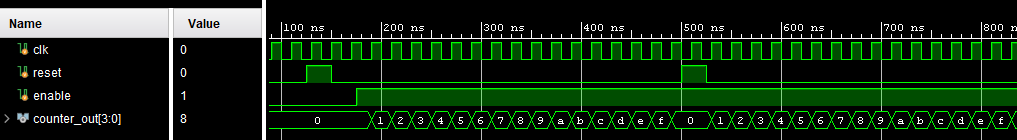 Name Value 100 ns 200 ns 300 ns 400 ns 500 ns 600 ns 700 ns 800
clk 0
reset 0
enable 1
counter_out[3:0] 8 0 1 2 3 4 5 6 7 8 9 a b c d e f 0 1 2 3 4 5 6 7 8 9 a b c d e f